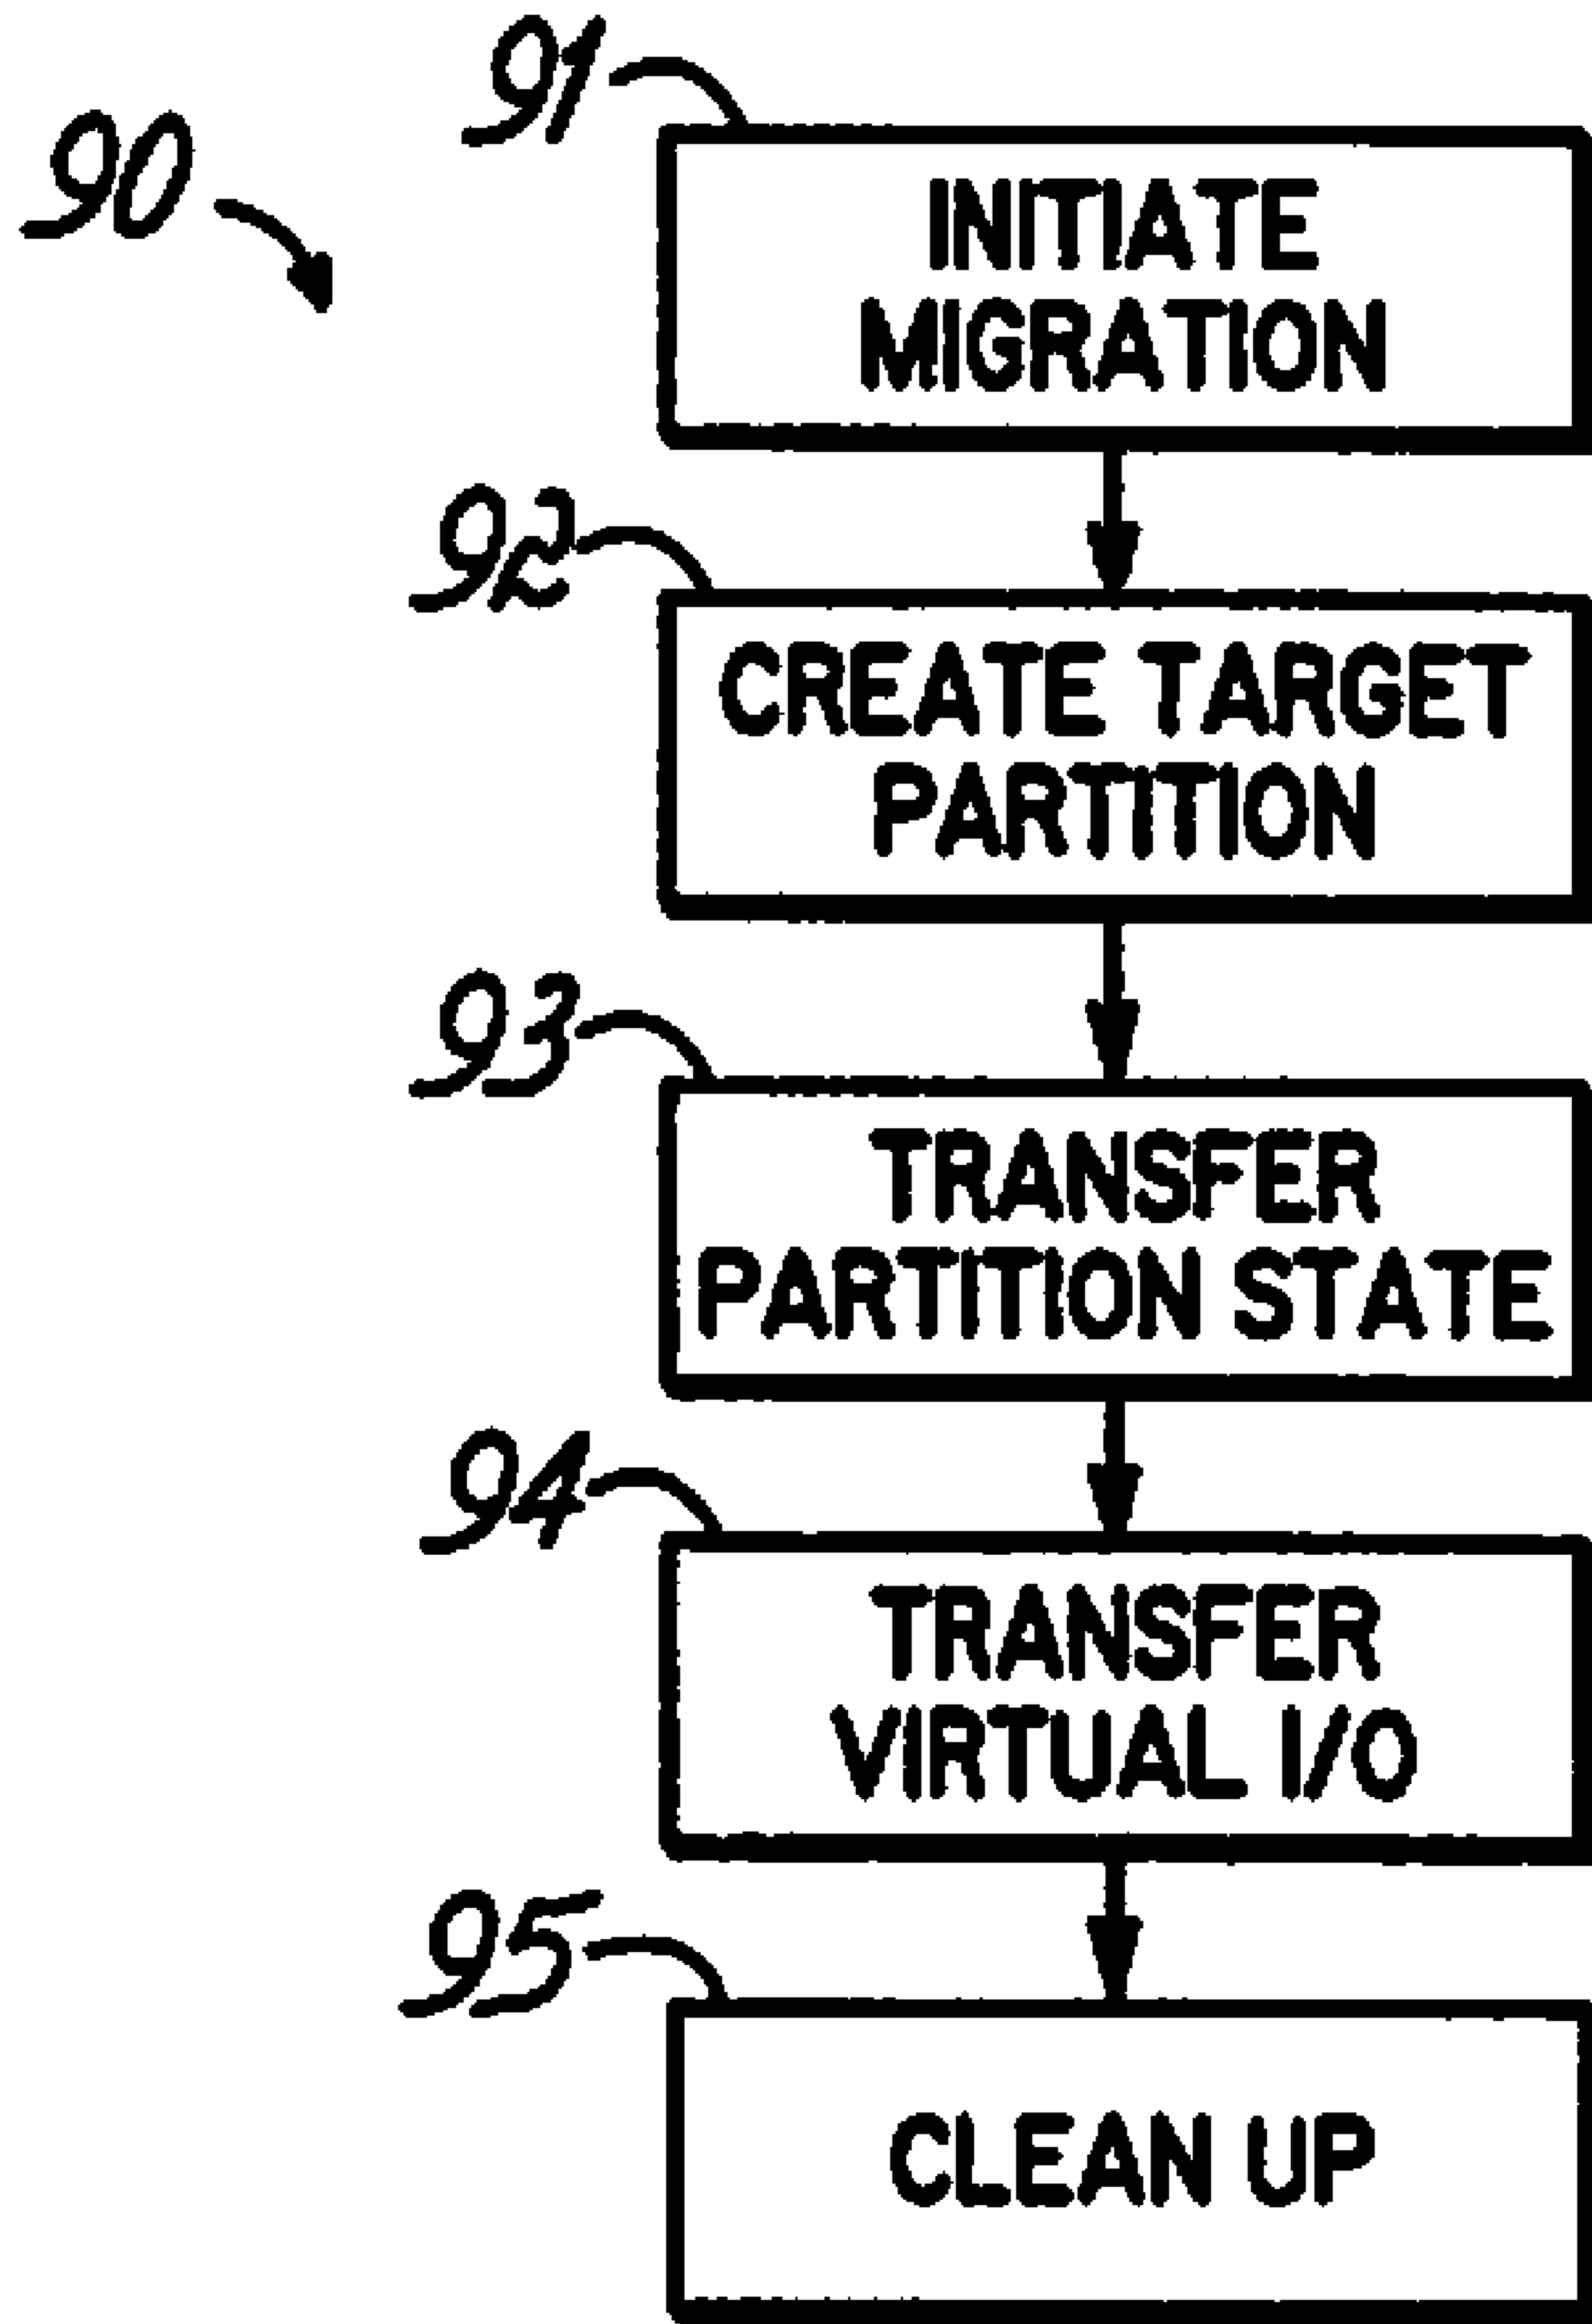 90
91
INITIATE
MIGRATION
92
CREATE TARGET
PARTITION
93
TRANSFER
PARTITION STATE
94
TRANSFER
VIRTUAL I/O
95
CLEAN UP